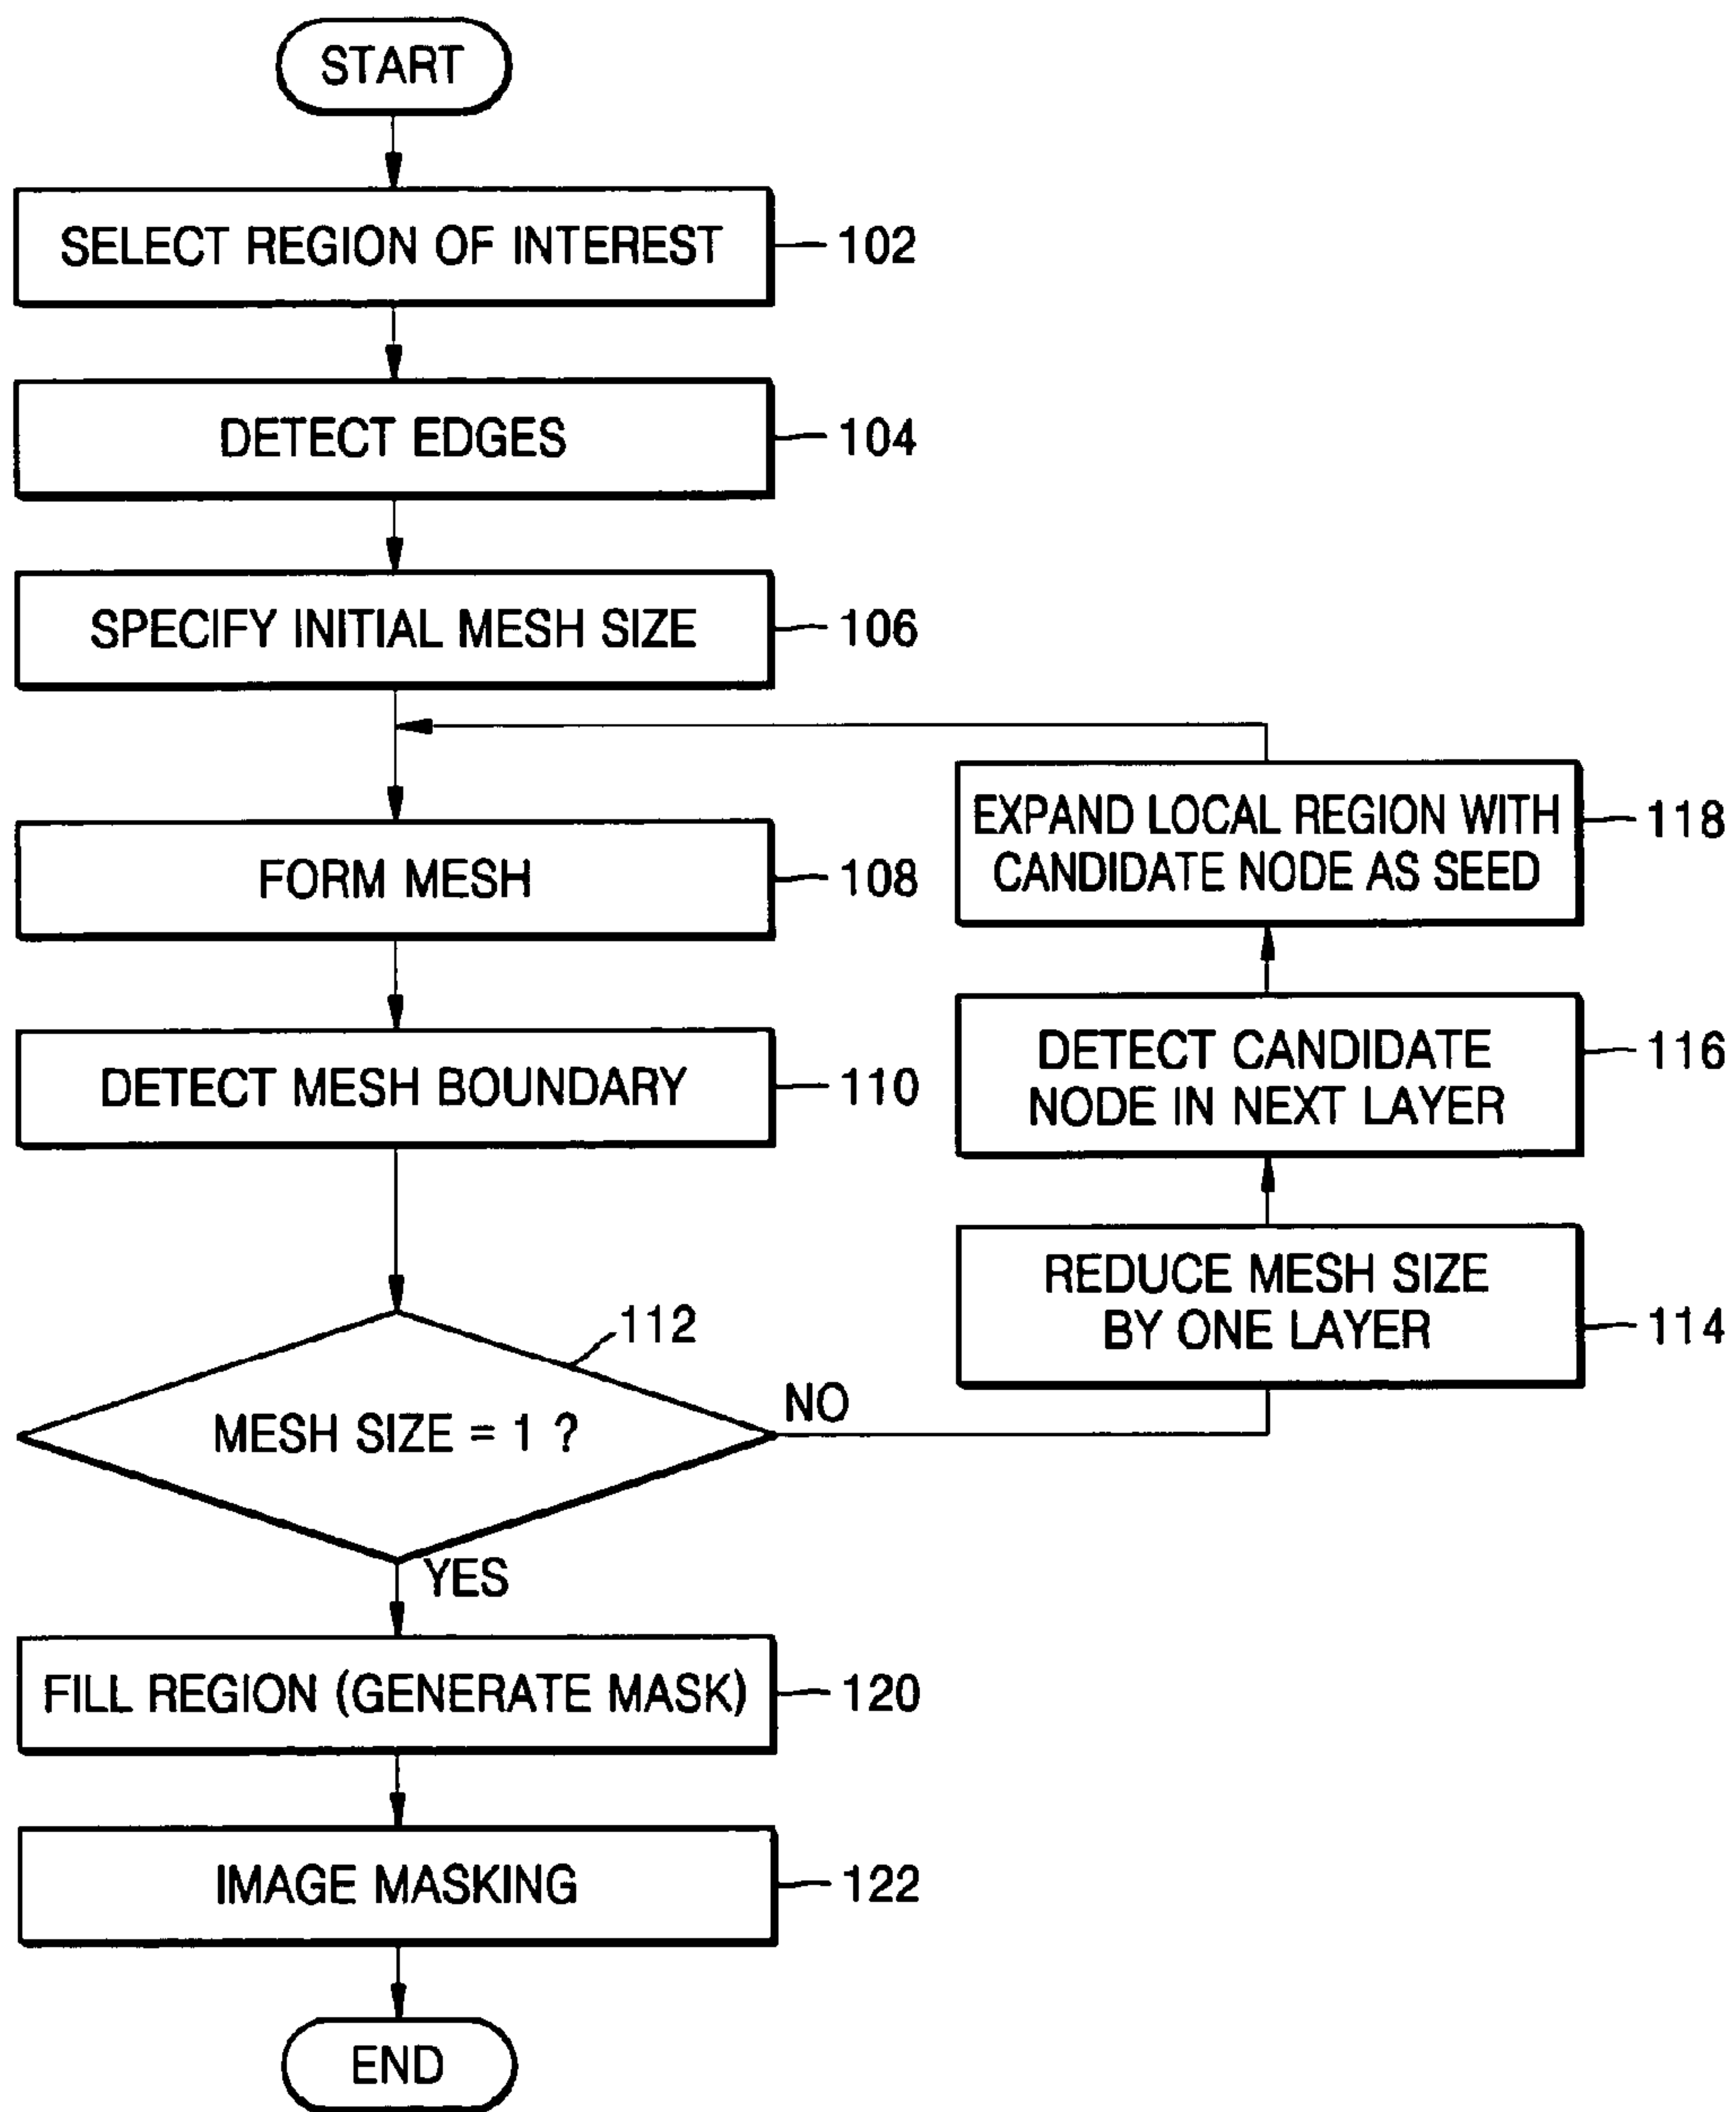 START
SELECT REGION OF INTEREST
102
DETECT EDGES
104
SPECIFY INITIAL MESH SIZE
106
FORM MESH
108
DETECT MESH BOUNDARY
110
112
MESH SIZE = 1 ?
NO
REDUCE MESH SIZE
BY ONE LAYER
114
DETECT CANDIDATE
NODE IN NEXT LAYER
116
EXPAND LOCAL REGION WITH
CANDIDATE NODE AS SEED
118
YES
FILL REGION (GENERATE MASK)
120
IMAGE MASKING
122
END